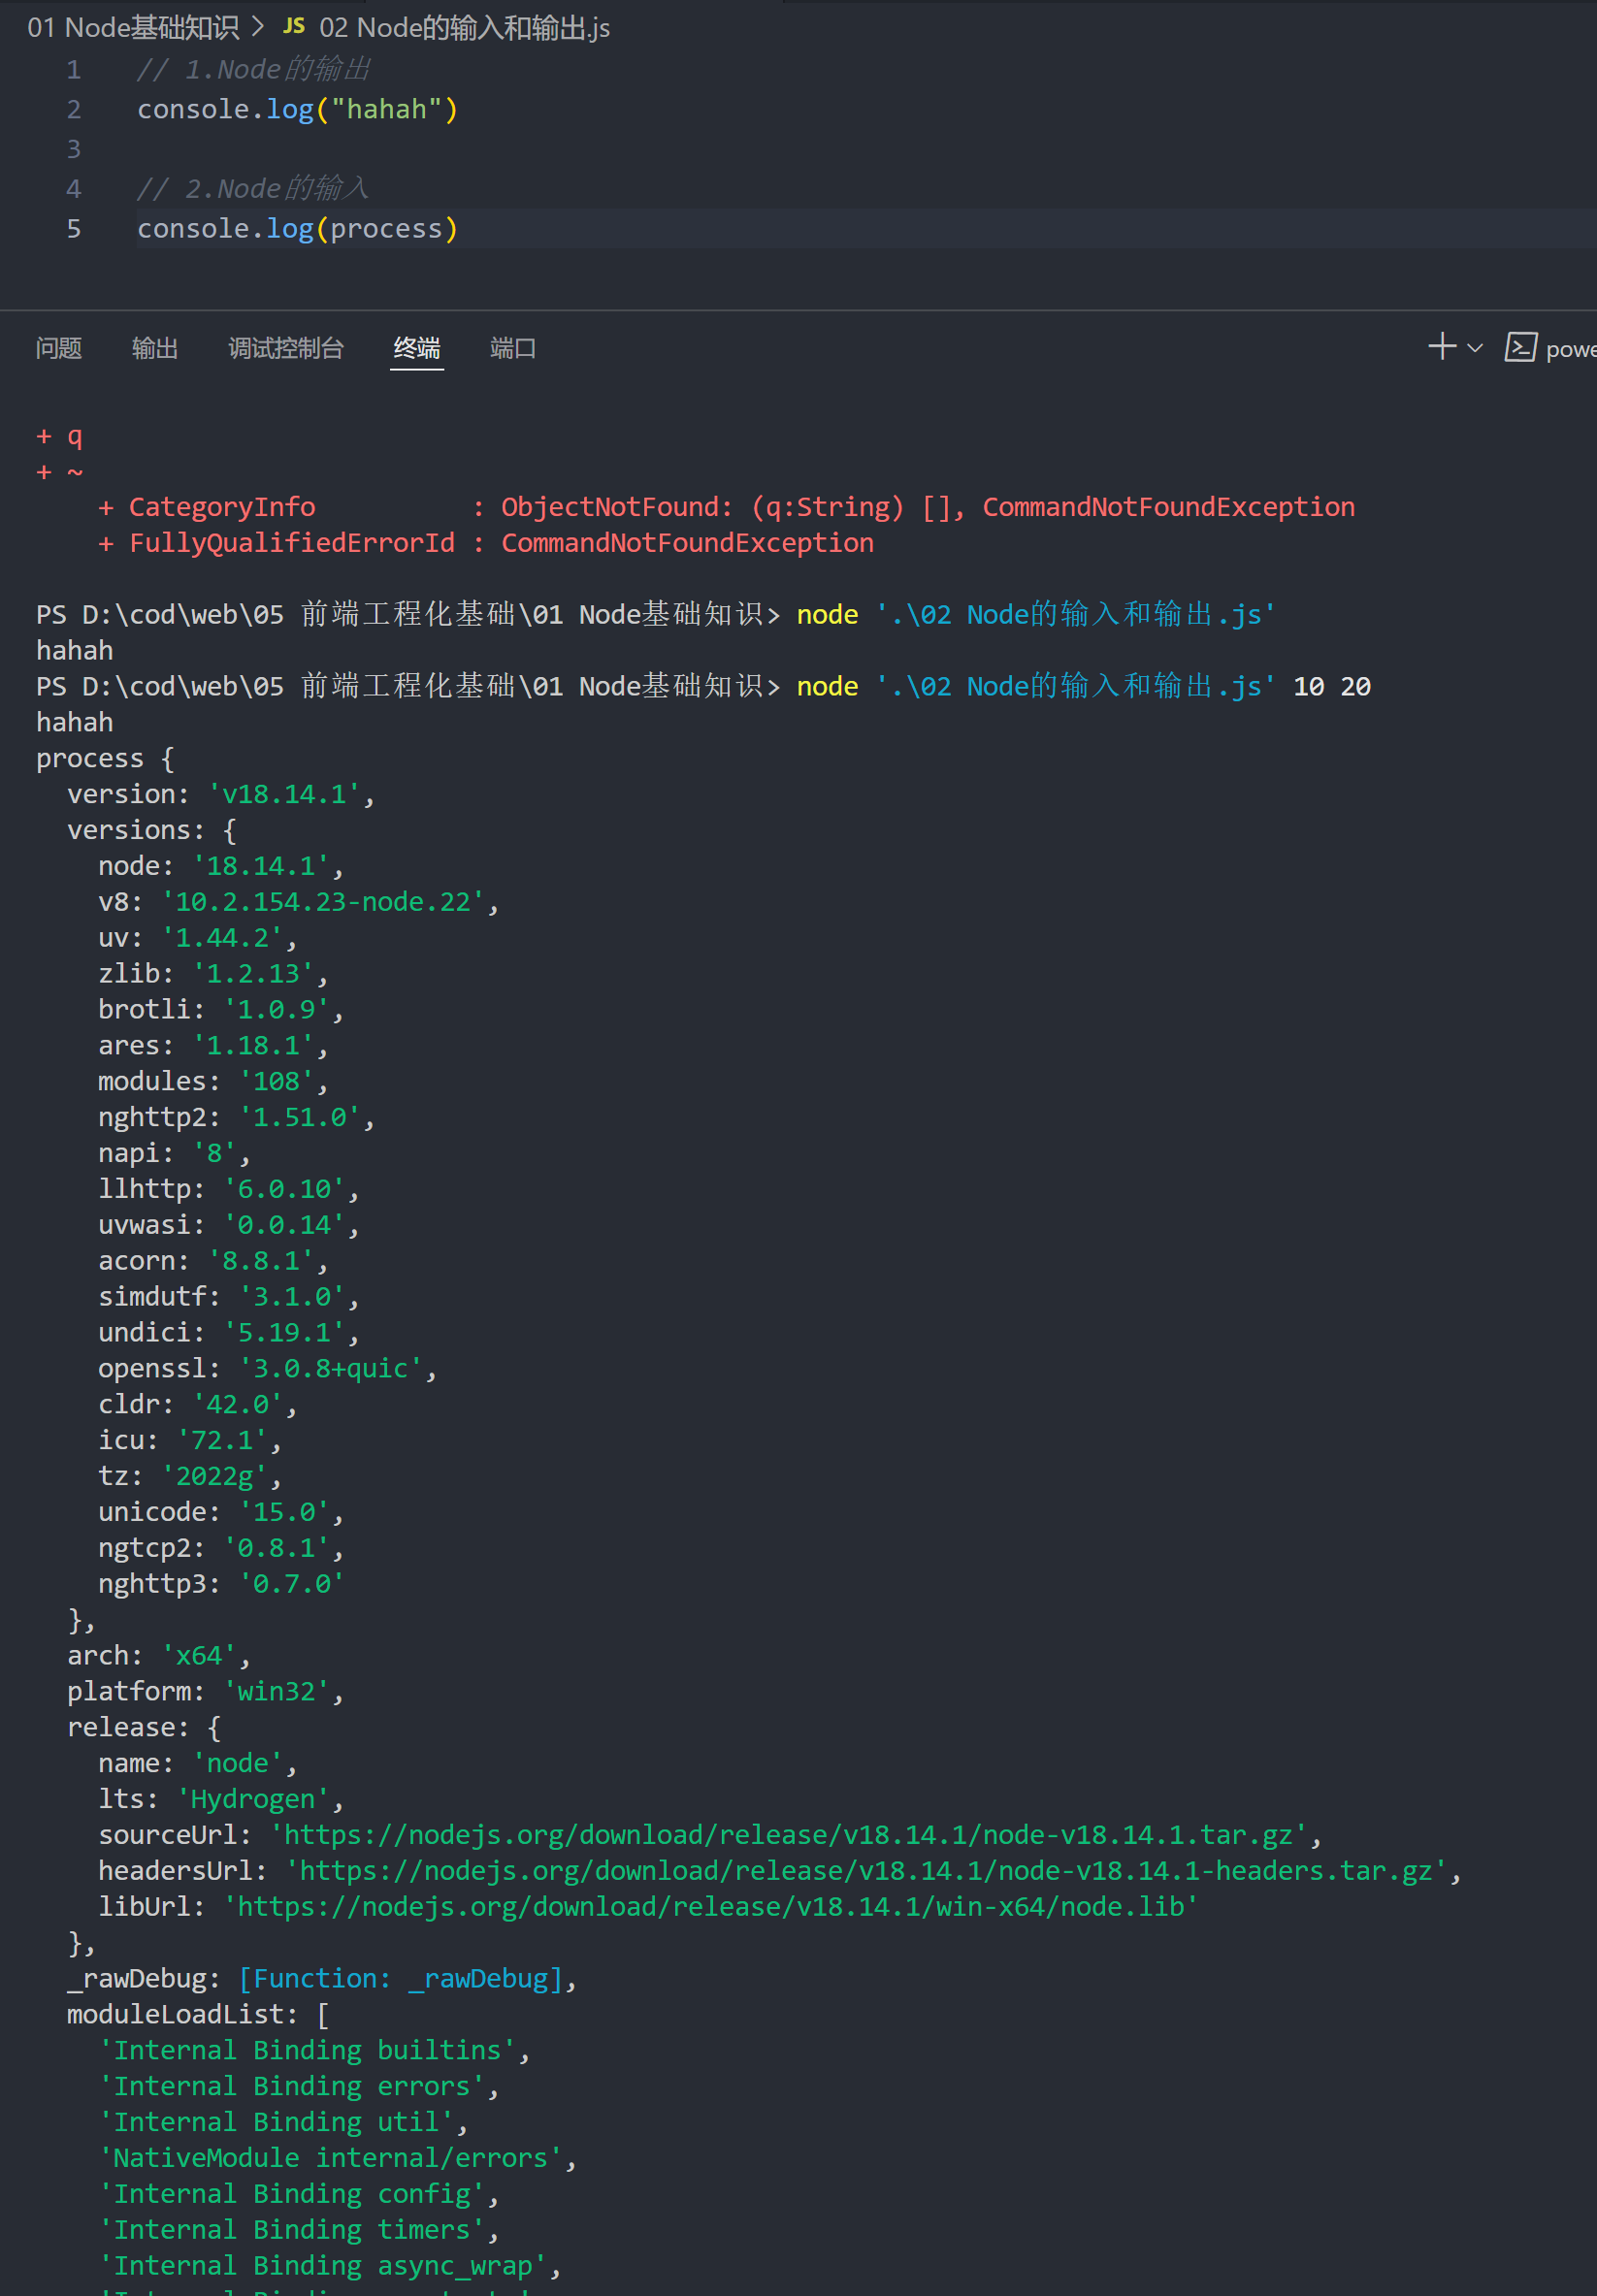 01 Node基础知识 > JS 02 Node的输入和输出.js
1 // 1.Node的输出
2 console.log("hahah")
3
4 // 2.Node的输入
5 console.log(process)
问题 输出 调试控制台 终端 端口 powe
+ q
+ ~
    + CategoryInfo          : ObjectNotFound: (q:String) [], CommandNotFoundException
    + FullyQualifiedErrorId : CommandNotFoundException
PS D:\cod\web\05 前端工程化基础\01 Node基础知识> node '.\02 Node的输入和输出.js'
hahah
PS D:\cod\web\05 前端工程化基础\01 Node基础知识> node '.\02 Node的输入和输出.js' 10 20
hahah
process {
  version: 'v18.14.1',
  versions: {
    node: '18.14.1',
    v8: '10.2.154.23-node.22',
    uv: '1.44.2',
    zlib: '1.2.13',
    brotli: '1.0.9',
    ares: '1.18.1',
    modules: '108',
    nghttp2: '1.51.0',
    napi: '8',
    llhttp: '6.0.10',
    uvwasi: '0.0.14',
    acorn: '8.8.1',
    simdutf: '3.1.0',
    undici: '5.19.1',
    openssl: '3.0.8+quic',
    cldr: '42.0',
    icu: '72.1',
    tz: '2022g',
    unicode: '15.0',
    ngtcp2: '0.8.1',
    nghttp3: '0.7.0'
  },
  arch: 'x64',
  platform: 'win32',
  release: {
    name: 'node',
    lts: 'Hydrogen',
    sourceUrl: 'https://nodejs.org/download/release/v18.14.1/node-v18.14.1.tar.gz',
    headersUrl: 'https://nodejs.org/download/release/v18.14.1/node-v18.14.1-headers.tar.gz',
    libUrl: 'https://nodejs.org/download/release/v18.14.1/win-x64/node.lib'
  },
  _rawDebug: [Function: _rawDebug],
  moduleLoadList: [
    'Internal Binding builtins',
    'Internal Binding errors',
    'Internal Binding util',
    'NativeModule internal/errors',
    'Internal Binding config',
    'Internal Binding timers',
    'Internal Binding async_wrap',